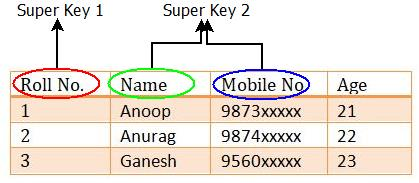 Super Key 1 Super Key 2
Roll No. Name Mobile No Age
1 Anoop 9873xxxxx 21
2 Anurag 9874xxxxx 22
3 Ganesh 9560xxxxx 23